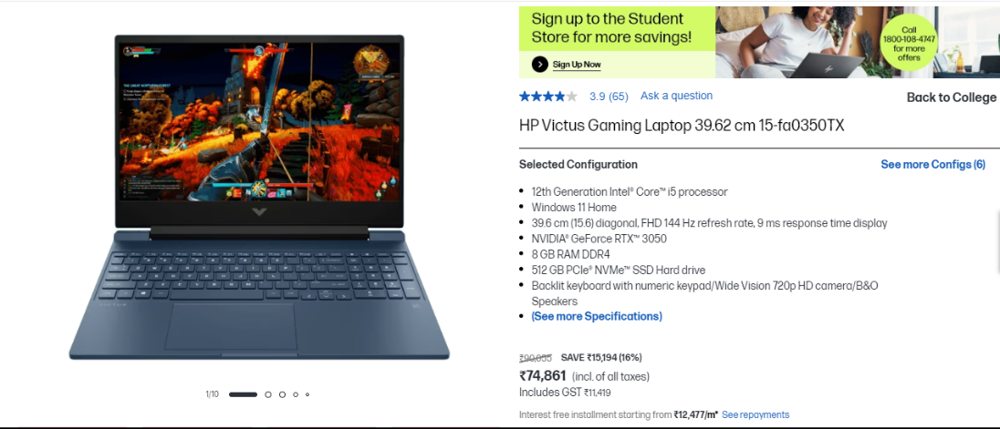 THE GREAT NORTHERN FOREST
1/10
Sign up to the Student
Store for more savings!
Sign Up Now
Call
1800-108-4747
for more
offers
3.9 (65) Ask a question
Back to College
HP Victus Gaming Laptop 39.62 cm 15-fa0350TX
Selected Configuration
See more Configs (6)
12th Generation Intel® Core™ i5 processor
Windows 11 Home
39.6 cm (15.6) diagonal, FHD 144 Hz refresh rate, 9 ms response time display
NVIDIA® GeForce RTX™ 3050
8 GB RAM DDR4
512 GB PCIe® NVMe™ SSD Hard drive
Backlit keyboard with numeric keypad/Wide Vision 720p HD camera/B&O
Speakers
(See more Specifications)
₹90,055 SAVE ₹15,194 (16%)
₹74,861 (incl. of all taxes)
Includes GST ₹11,419
Interest free installment starting from ₹12,477/m* See repayments